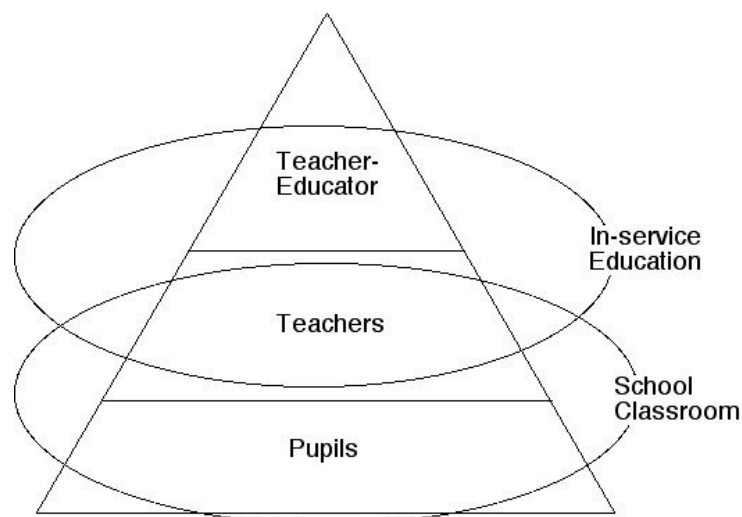 Teacher-
Educator
In-service
Education
Teachers
School
Classroom
Pupils